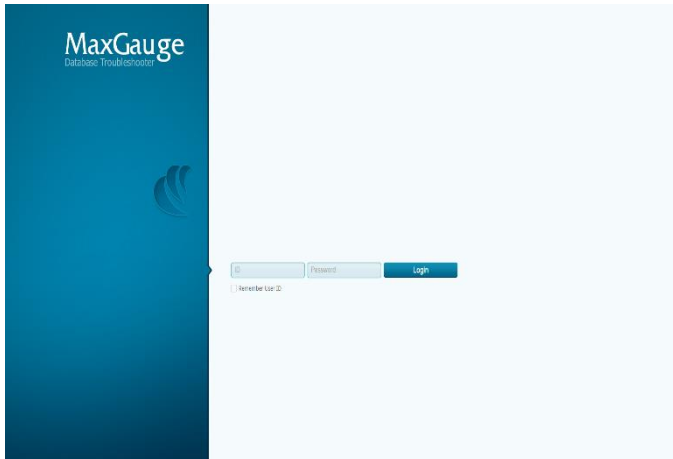 MaxGauge
Database Troubleshooter
ID
Password
Login
Remember User ID